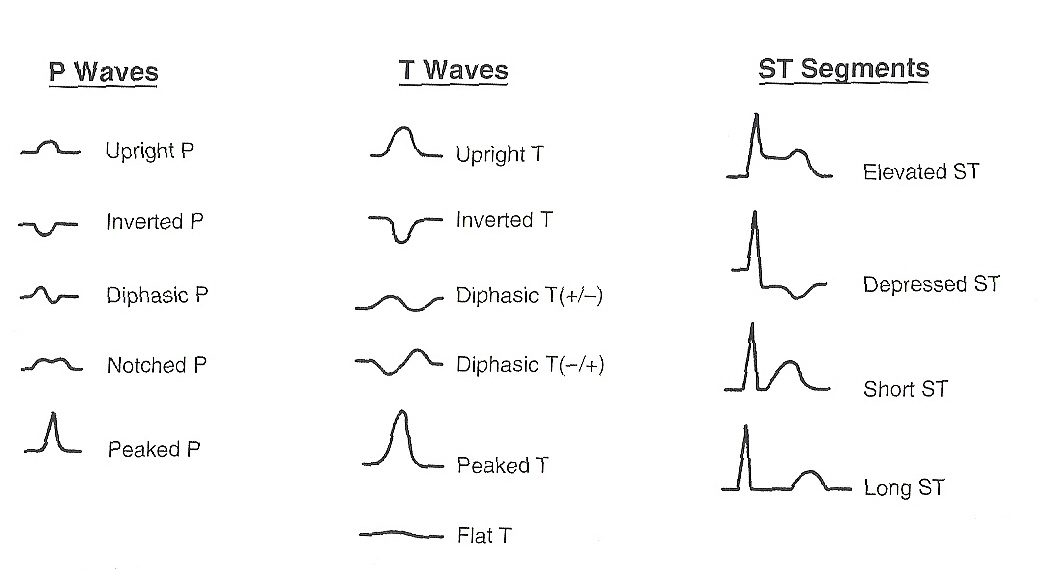 P Waves
Upright P
Inverted P
Diphasic P
Notched P
Peaked P
T Waves
Upright T
Inverted T
Diphasic T(+/−)
Diphasic T(−/+)
Peaked T
Flat T
ST Segments
Elevated ST
Depressed ST
Short ST
Long ST